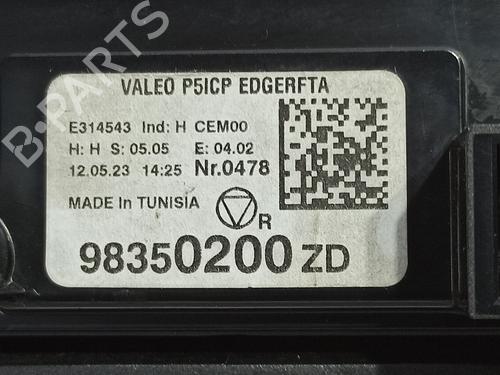 B-PARTS
VALEO P5ICP EDGERFTA
E314543 Ind: H CEM00
H: H S: 05.05 E: 04.02
12.05.23 14:25 Nr.0478
MADE In TUNISIA
R
98350200 ZD